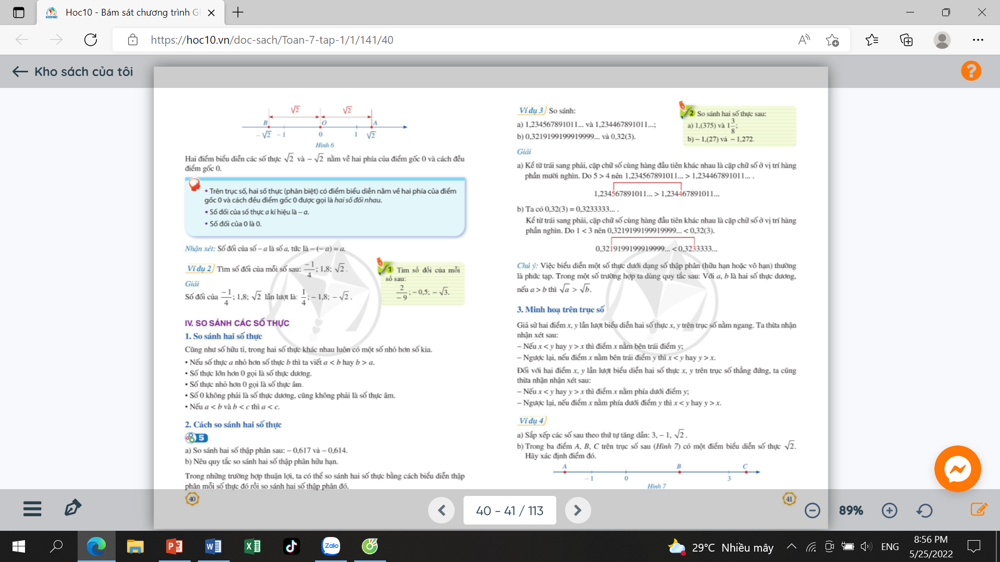 Hoc10 - Bám sát chương trình G
https://hoc10.vn/doc-sach/Toan-7-tap-1/1/141/40
Kho sách của tôi
√2 √2
B O A
– √2 – 1 0 1 √2
Hình 6
Hai điểm biểu diễn các số thực √2 và – √2 nằm về hai phía của điểm gốc 0 và cách đều
điểm gốc 0.
• Trên trục số, hai số thực (phân biệt) có điểm biểu diễn nằm về hai phía của điểm
gốc 0 và cách đều điểm gốc 0 được gọi là hai số đối nhau.
• Số đối của số thực a kí hiệu là – a.
• Số đối của 0 là 0.
Nhận xét: Số đối của số – a là số a, tức là – (– a) = a.
Ví dụ 2 Tìm số đối của mỗi số sau: –1/4; 1,8; √2.
Giải
Số đối của –1/4; 1,8; √2 lần lượt là: 1/4; – 1,8; – √2.
1 Tìm số đối của mỗi
số sau:
2/–9; – 0,5; – √3.
IV. SO SÁNH CÁC SỐ THỰC
1. So sánh hai số thực
Cũng như số hữu tỉ, trong hai số thực khác nhau luôn có một số nhỏ hơn số kia.
• Nếu số thực a nhỏ hơn số thực b thì ta viết a < b hay b > a.
• Số thực lớn hơn 0 gọi là số thực dương.
• Số thực nhỏ hơn 0 gọi là số thực âm.
• Số 0 không phải là số thực dương, cũng không phải là số thực âm.
• Nếu a < b và b < c thì a < c.
2. Cách so sánh hai số thực
5
a) So sánh hai số thập phân sau: – 0,617 và – 0,614.
b) Nêu quy tắc so sánh hai số thập phân hữu hạn.
Trong những trường hợp thuận lợi, ta có thể so sánh hai số thực bằng cách biểu diễn thập
phân mỗi số thực đó rồi so sánh hai số thập phân đó.
40
Ví dụ 3 So sánh:
a) 1,234567891011... và 1,234467891011...;
b) 0,3219199199919999... và 0,32(3).
2 So sánh hai số thực sau:
a) 1,(375) và 1 3/8;
b) – 1,(27) và – 1,272.
Giải
a) Kể từ trái sang phải, cặp chữ số cùng hàng đầu tiên khác nhau là cặp chữ số ở vị trí hàng
phần mười nghìn. Do 5 > 4 nên 1,234567891011... > 1,234467891011... .
1,234567891011... > 1,234467891011...
b) Ta có 0,32(3) = 0,3233333... .
Kể từ trái sang phải, cặp chữ số cùng hàng đầu tiên khác nhau là cặp chữ số ở vị trí hàng
phần nghìn. Do 1 < 3 nên 0,3219199199919999... < 0,32(3).
0,3219199199919999... < 0,3233333...
Chú ý: Việc biểu diễn một số thực dưới dạng số thập phân (hữu hạn hoặc vô hạn) thường
là phức tạp. Trong một số trường hợp ta dùng quy tắc sau: Với a, b là hai số thực dương,
nếu a > b thì √a > √b.
3. Minh hoạ trên trục số
Giả sử hai điểm x, y lần lượt biểu diễn hai số thực x, y trên trục số nằm ngang. Ta thừa nhận
nhận xét sau:
– Nếu x < y hay y > x thì điểm x nằm bên trái điểm y;
– Ngược lại, nếu điểm x nằm bên trái điểm y thì x < y hay y > x.
Đối với hai điểm x, y lần lượt biểu diễn hai số thực x, y trên trục số thẳng đứng, ta cũng
thừa nhận nhận xét sau:
– Nếu x < y hay y > x thì điểm x nằm phía dưới điểm y;
– Ngược lại, nếu điểm x nằm phía dưới điểm y thì x < y hay y > x.
Ví dụ 4
a) Sắp xếp các số sau theo thứ tự tăng dần: 3, – 1, √2.
b) Trong ba điểm A, B, C trên trục số sau (Hình 7) có một điểm biểu diễn số thực √2.
Hãy xác định điểm đó.
A B C
– 1 0 3
Hình 7
41
40 - 41 / 113
89%
Zalo
29°C Nhiều mây
ENG
8:56 PM
5/25/2022